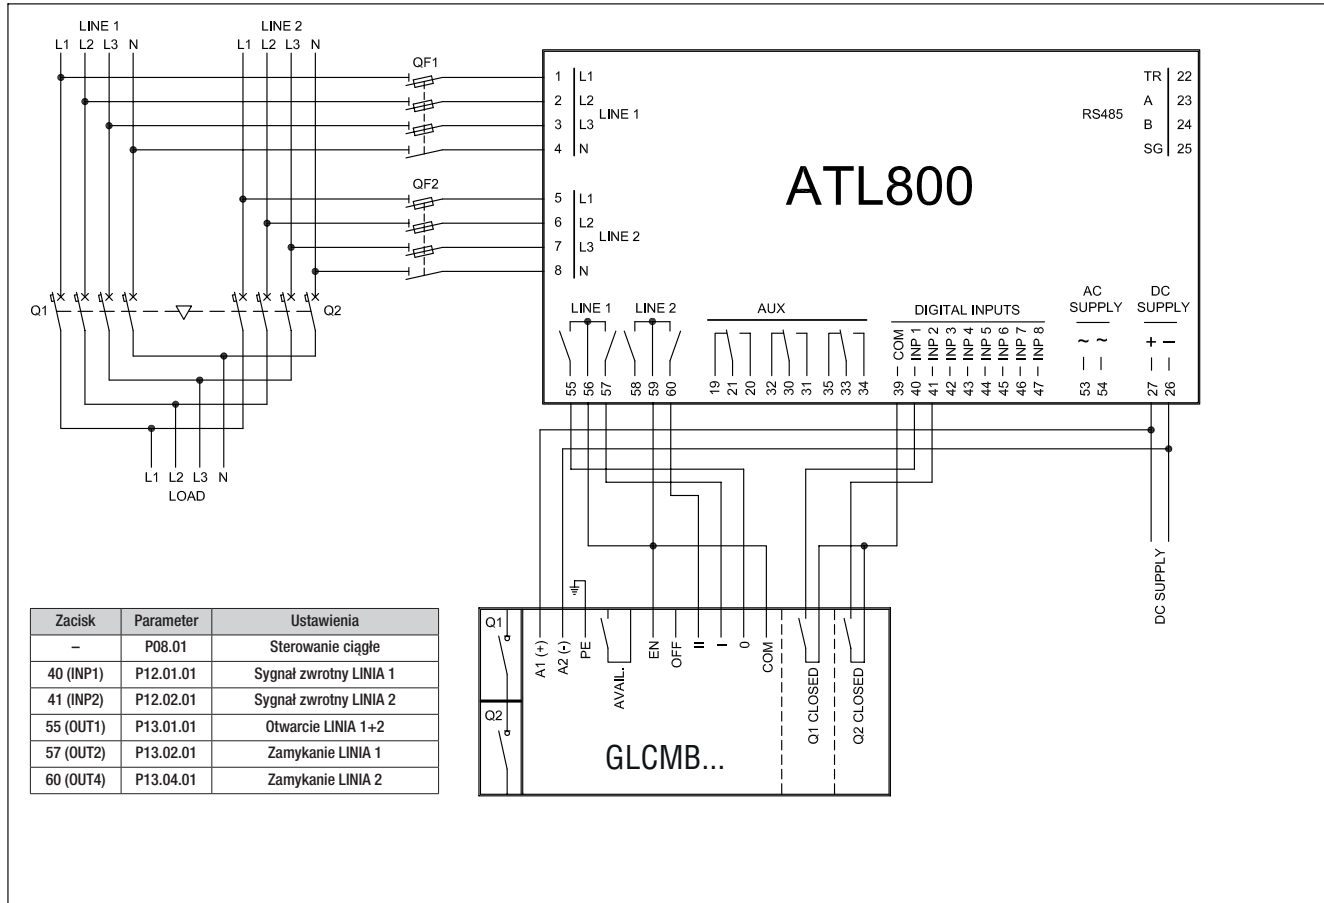 LINE 1 LINE 2
L1 L2 L3 N L1 L2 L3 N
QF1
1 L1
2 L2
3 L3
4 N
LINE 1
QF2
5 L1
6 L2
7 L3
8 N
LINE 2
TR 22
A 23
B 24
SG 25
RS485
ATL800
Q1 Q2
L1 L2 L3 N
LOAD
LINE 1 LINE 2 AUX DIGITAL INPUTS AC SUPPLY DC SUPPLY
~ ~ + –
55 56 57 58 59 60 19 21 20 32 30 31 35 33 34
39 – COM
40 – INP 1
41 – INP 2
42 – INP 3
43 – INP 4
44 – INP 5
45 – INP 6
46 – INP 7
47 – INP 8
53 54 27 26
DC SUPPLY
Zacisk Parameter Ustawienia
– P08.01 Sterowanie ciągłe
40 (INP1) P12.01.01 Sygnał zwrotny LINIA 1
41 (INP2) P12.02.01 Sygnał zwrotny LINIA 2
55 (OUT1) P13.01.01 Otwarcie LINIA 1+2
57 (OUT2) P13.02.01 Zamykanie LINIA 1
60 (OUT4) P13.04.01 Zamykanie LINIA 2
Q1
Q2
A1 (+)
A2 (-)
PE
AVAIL.
EN
OFF
II
I
0
COM
Q1 CLOSED
Q2 CLOSED
GLCMB...